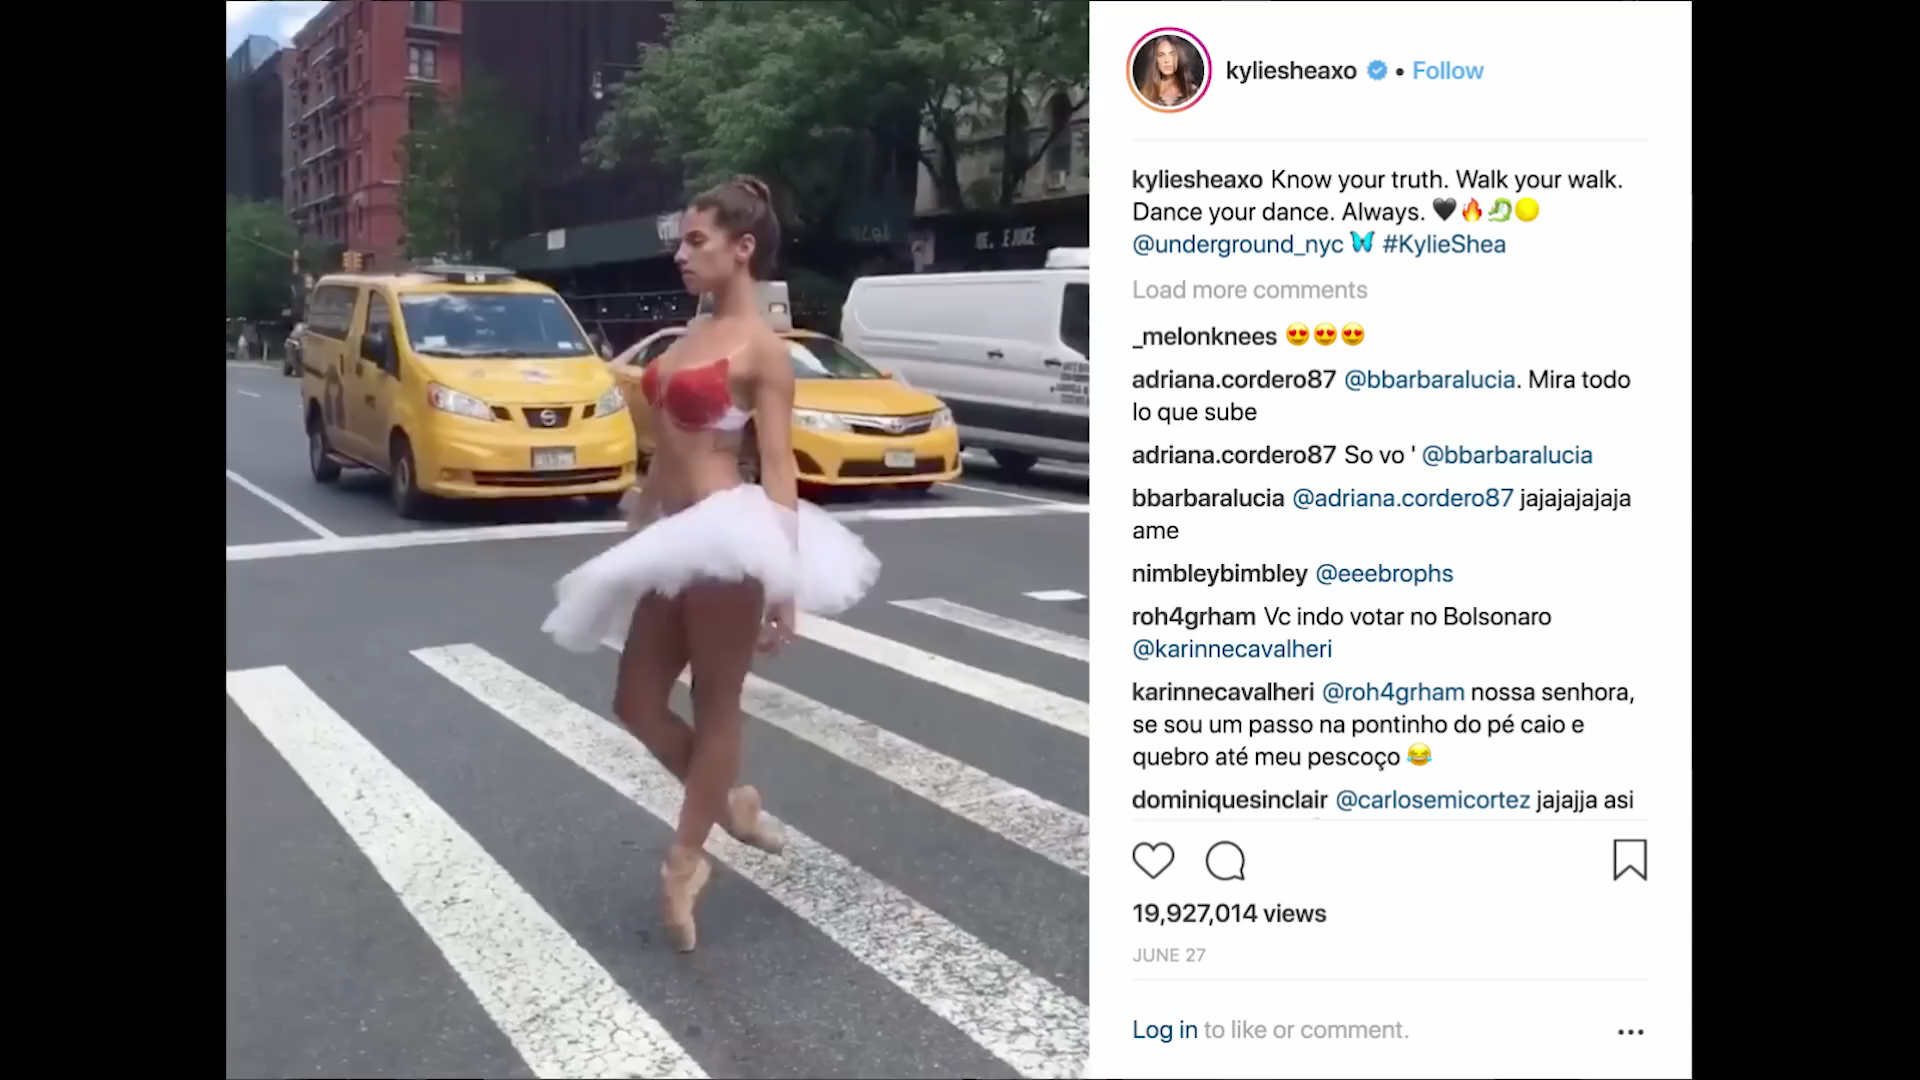 kyliesheaxo • Follow
kyliesheaxo Know your truth. Walk your walk.
Dance your dance. Always. 🖤🔥🐉🟡
@underground_nyc 🦋 #KylieShea
Load more comments
_melonknees 😍😍😍
adriana.cordero87 @bbarbaralucia. Mira todo
lo que sube
adriana.cordero87 So vo ' @bbarbaralucia
bbarbaralucia @adriana.cordero87 jajajajajaja
ame
nimbleybimbley @eeebrophs
roh4grham Vc indo votar no Bolsonaro
@karinnecavalheri
karinnecavalheri @roh4grham nossa senhora,
se sou um passo na pontinho do pé caio e
quebro até meu pescoço 😂
dominiquesinclair @carlosemicortez jajajja asi
19,927,014 views
JUNE 27
Log in to like or comment.
JUICE